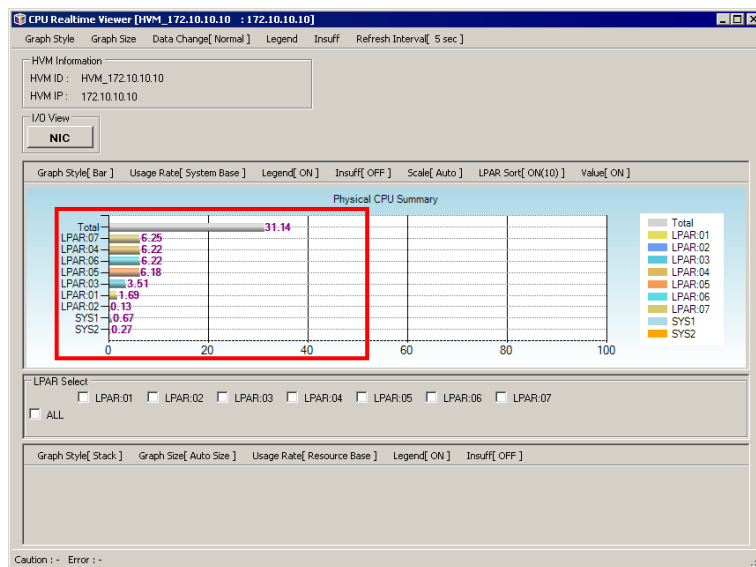 CPU Realtime Viewer [HVM_172.10.10.10 : 172.10.10.10]
Graph Style Graph Size Data Change[ Normal ] Legend Insuff Refresh Interval[ 5 sec ]
HVM Information
HVM ID : HVM_172.10.10.10
HVM IP : 172.10.10.10
I/O View
NIC
Graph Style[ Bar ] Usage Rate[ System Base ] Legend[ ON ] Insuff[ OFF ] Scale[ Auto ] LPAR Sort[ ON(10) ] Value[ ON ]
Physical CPU Summary
Total 31.14
LPAR:07 6.25
LPAR:04 6.22
LPAR:06 6.22
LPAR:05 6.18
LPAR:03 3.51
LPAR:01 1.69
LPAR:02 0.13
SYS1 0.67
SYS2 0.27
0 20 40 60 80 100
Total
LPAR:01
LPAR:02
LPAR:03
LPAR:04
LPAR:05
LPAR:06
LPAR:07
SYS1
SYS2
LPAR Select
LPAR:01 LPAR:02 LPAR:03 LPAR:04 LPAR:05 LPAR:06 LPAR:07
ALL
Graph Style[ Stack ] Graph Size[ Auto Size ] Usage Rate[ Resource Base ] Legend[ ON ] Insuff[ OFF ]
Caution : - Error : -